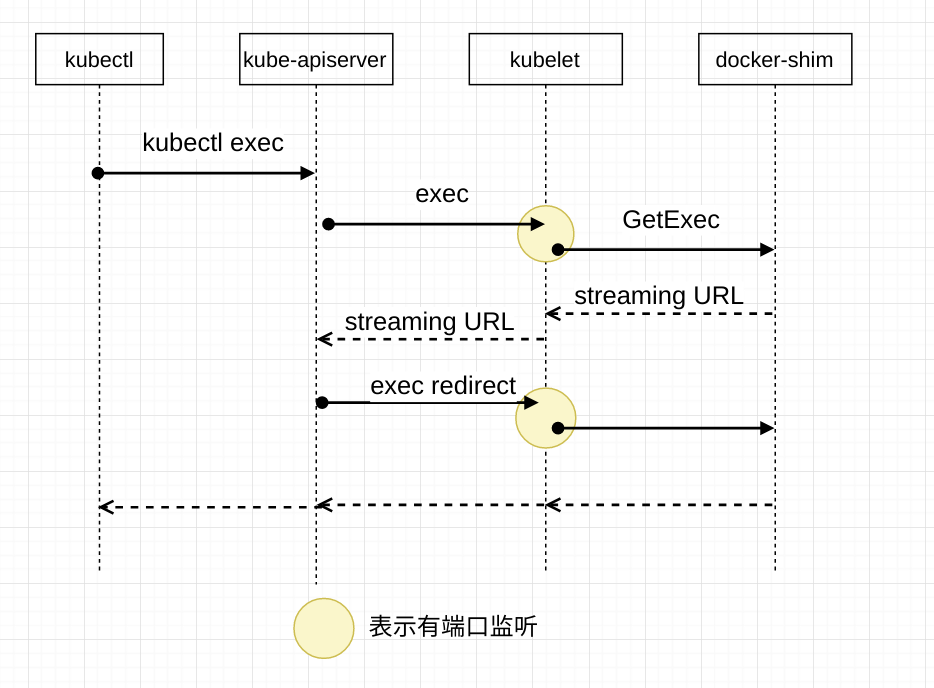 kubectl
kube-apiserver
kubelet
docker-shim
kubectl exec
exec
GetExec
streaming URL
streaming URL
exec redirect
表示有端口监听